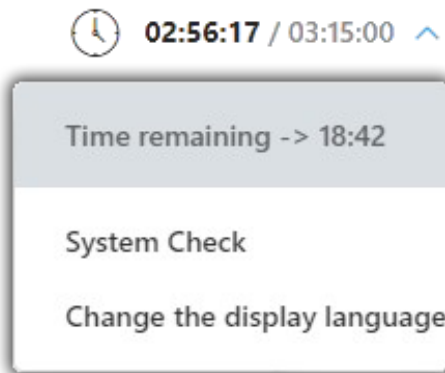 02:56:17 / 03:15:00
Time remaining -> 18:42
System Check
Change the display language